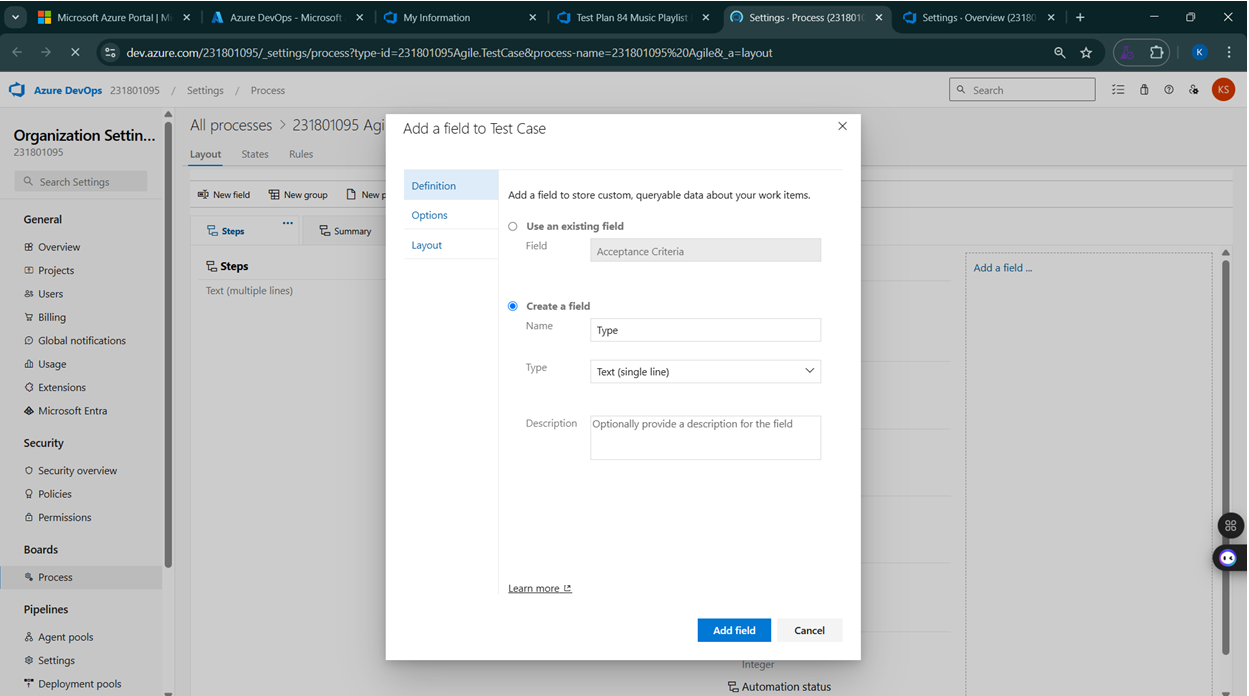 Microsoft Azure Portal | Mi
Azure DevOps - Microsoft
My Information
Test Plan 84 Music Playlist
Settings · Process (231801
Settings · Overview (23180
dev.azure.com/231801095/_settings/process?type-id=231801095Agile.TestCase&process-name=231801095%20Agile&_a=layout
K
Azure DevOps 231801095 / Settings / Process
Search
KS
Organization Settin...
231801095
Search Settings
General
Overview
Projects
Users
Billing
Global notifications
Usage
Extensions
Microsoft Entra
Security
Security overview
Policies
Permissions
Boards
Process
Pipelines
Agent pools
Settings
Deployment pools
All processes > 231801095 Agi
Layout States Rules
New field New group New p
Steps ··· Summary
Steps
Text (multiple lines)
Add a field to Test Case
Definition
Options
Layout
Add a field to store custom, queryable data about your work items.
Use an existing field
Field Acceptance Criteria
Create a field
Name Type
Type Text (single line)
Description Optionally provide a description for the field
Learn more
Add field Cancel
Add a field ...
Integer
Automation status